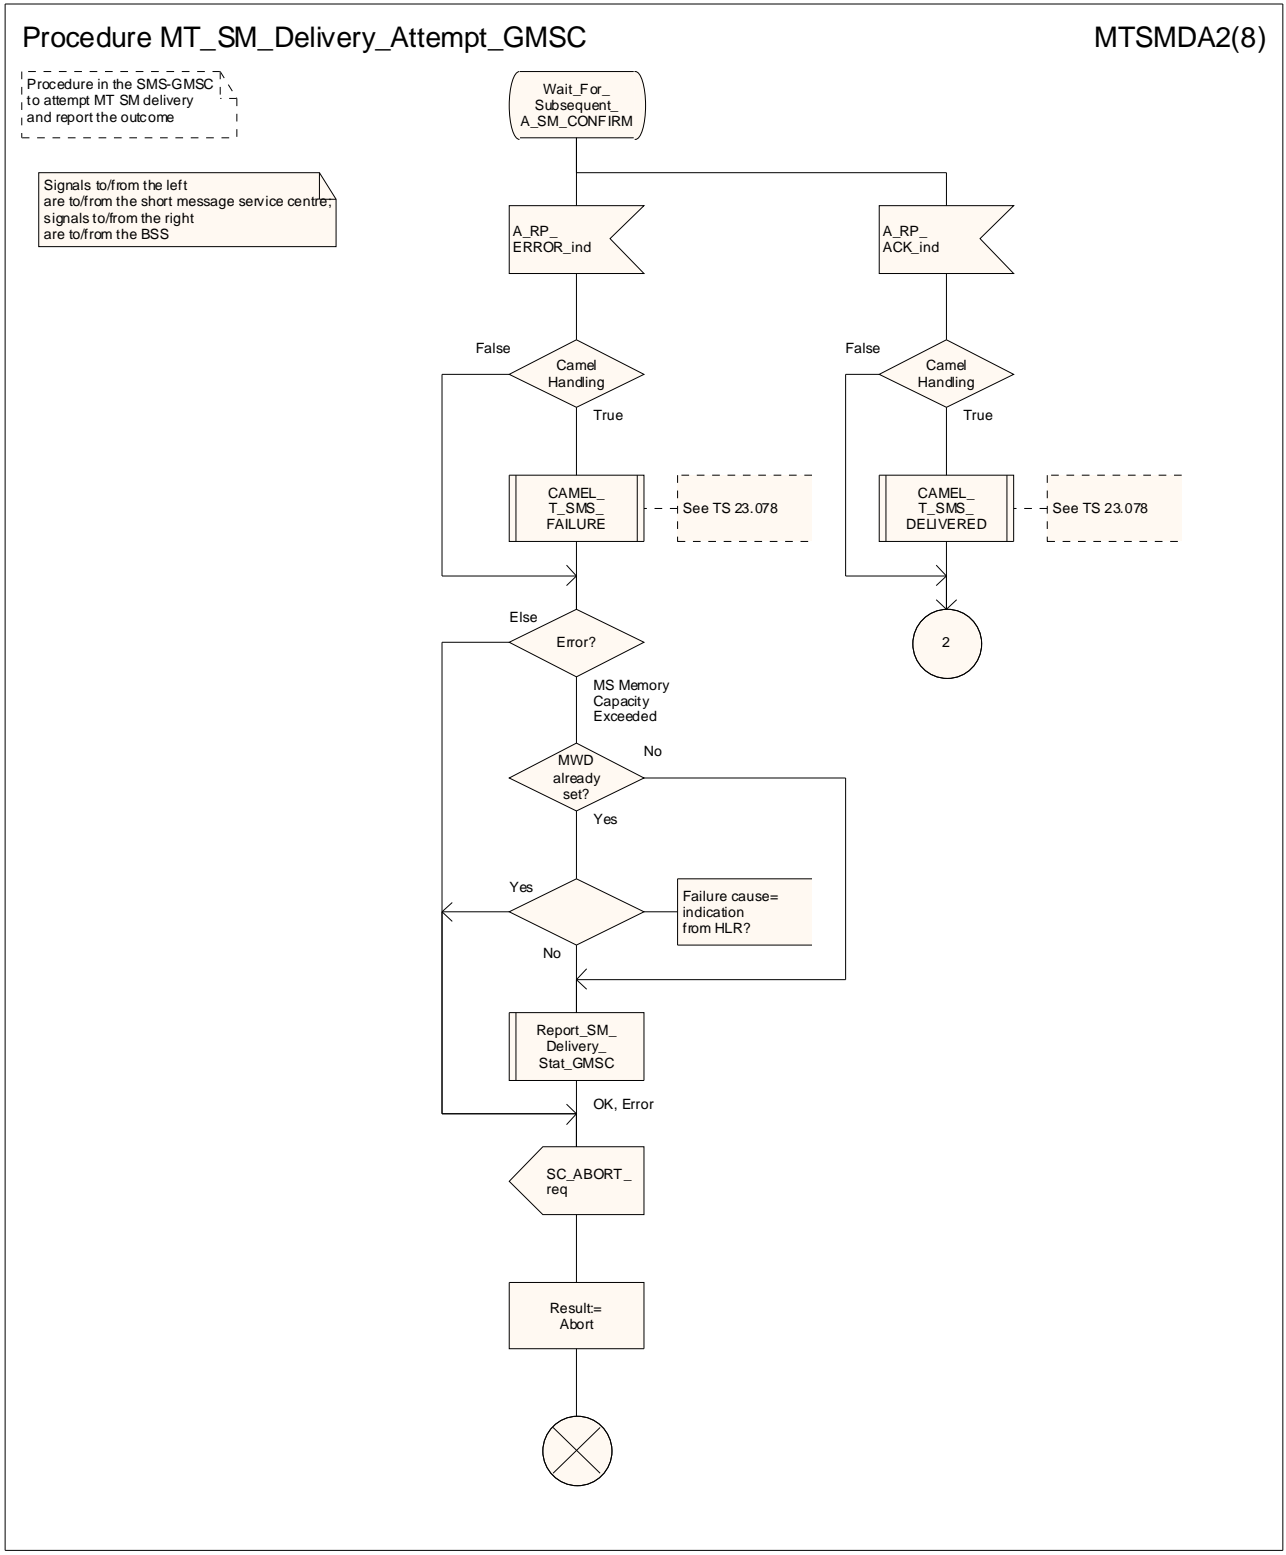 Procedure MT_SM_Delivery_Attempt_GMSC
MTSMDA2(8)
Procedure in the SMS-GMSC
to attempt MT SM delivery
and report the outcome
Signals to/from the left
are to/from the short message service centre;
signals to/from the right
are to/from the BSS
Wait_For_
Subsequent_
A_SM_CONFIRM
A_RP_
ERROR_ind
A_RP_
ACK_ind
False
Camel
Handling
True
False
Camel
Handling
True
CAMEL_
T_SMS_
FAILURE
See TS 23.078
CAMEL_
T_SMS_
DELIVERED
See TS 23.078
Else
Error?
2
MS Memory
Capacity
Exceeded
MWD
already
set?
No
Yes
Yes
Failure cause=
indication
from HLR?
No
Report_SM_
Delivery_
Stat_GMSC
OK, Error
SC_ABORT_
req
Result:=
Abort